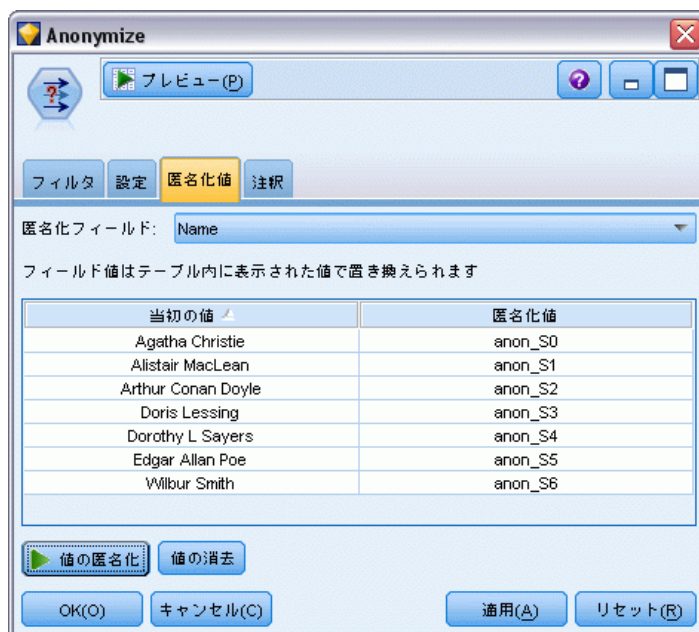 Anonymize
プレビュー(P)
フィルタ 設定 匿名化値 注釈
匿名化フィールド: Name
フィールド値はテーブル内に表示された値で置き換えられます
当初の値 匿名化値
Agatha Christie anon_S0
Alistair MacLean anon_S1
Arthur Conan Doyle anon_S2
Doris Lessing anon_S3
Dorothy L Sayers anon_S4
Edgar Allan Poe anon_S5
Wilbur Smith anon_S6
値の匿名化 値の消去
OK(O) キャンセル(C) 適用(A) リセット(R)